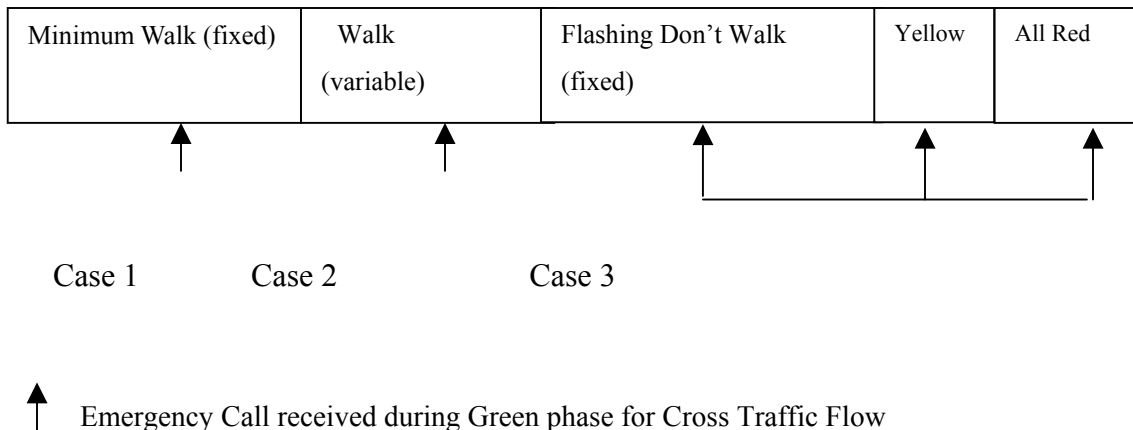 Minimum Walk (fixed)
Walk
(variable)
Flashing Don’t Walk
(fixed)
Yellow
All Red
Case 1
Case 2
Case 3
Emergency Call received during Green phase for Cross Traffic Flow